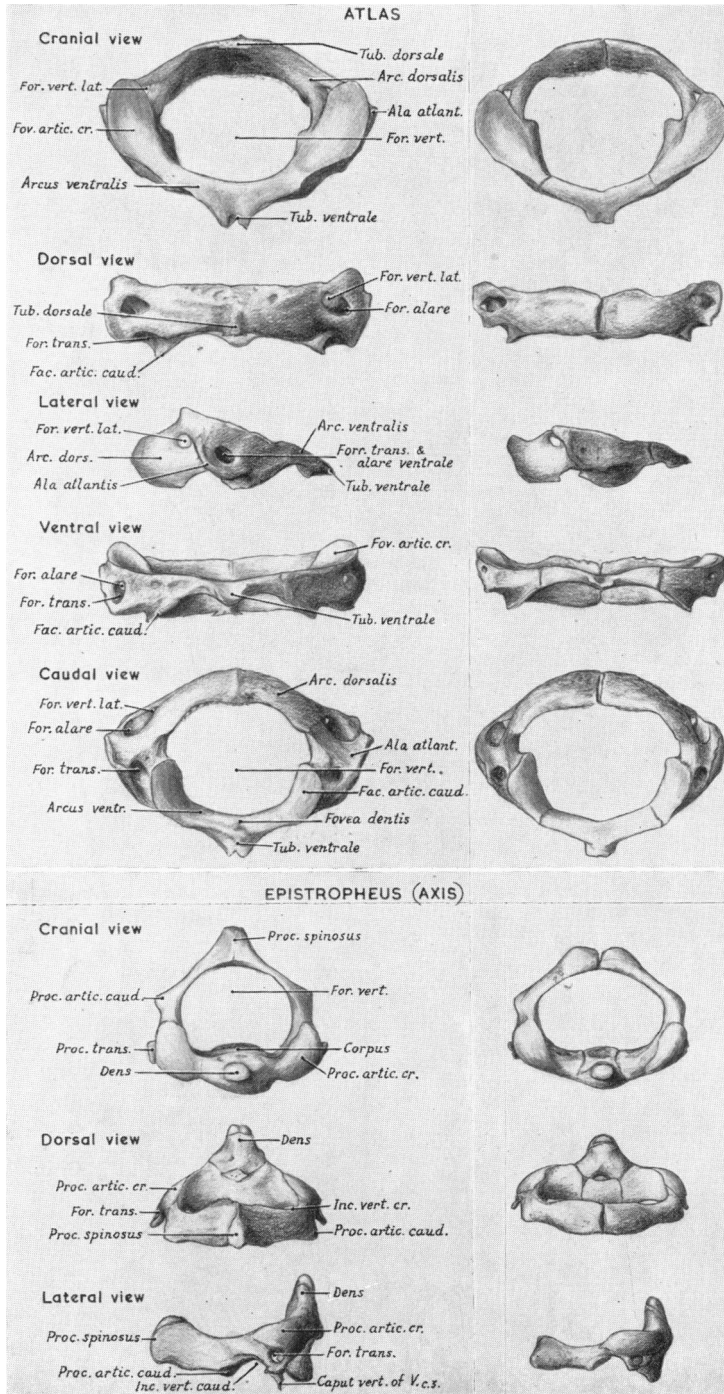 ATLAS
Cranial view
Tub. dorsale
Arc. dorsalis
For. vert. lat.
Ala atlant.
Fov. artic. cr.
For. vert.
Arcus ventralis
Tub. ventrale
Dorsal view
For. vert. lat.
Tub. dorsale
For. alare
For. trans.
Fac. artic. caud.
Lateral view
For. vert. lat.
Arc. ventralis
Arc. dors.
Forr. trans. &
alare ventrale
Ala atlantis
Tub. ventrale
Ventral view
Fov. artic. cr.
For. alare
For. trans.
Tub. ventrale
Fac. artic. caud.
Caudal view
Arc. dorsalis
For. vert. lat.
For. alare
Ala atlant.
For. trans.
For. vert.
Fac. artic. caud.
Arcus ventr.
Fovea dentis
Tub. ventrale
EPISTROPHEUS (AXIS)
Cranial view
Proc. spinosus
Proc. artic. caud.
For. vert.
Proc. trans.
Corpus
Dens
Proc. artic. cr.
Dorsal view
Dens
Proc. artic. cr.
For. trans.
Inc. vert. cr.
Proc. spinosus
Proc. artic. caud.
Lateral view
Dens
Proc. spinosus
Proc. artic. cr.
For. trans.
Proc. artic. caud.
Inc. vert. caud.
Caput vert. of V.c.s.